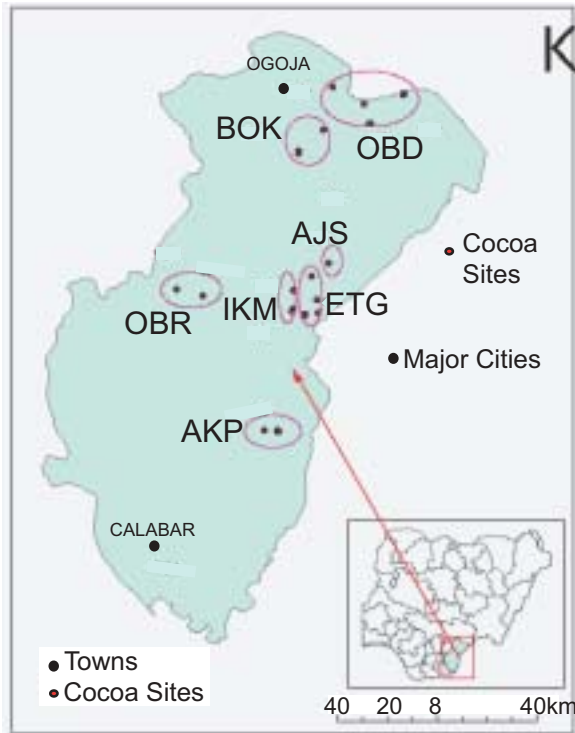 K
OGOJA
BOK
OBD
AJS
Cocoa
Sites
OBR
IKM
ETG
Major Cities
AKP
CALABAR
Towns
Cocoa Sites
40 20 8 40km